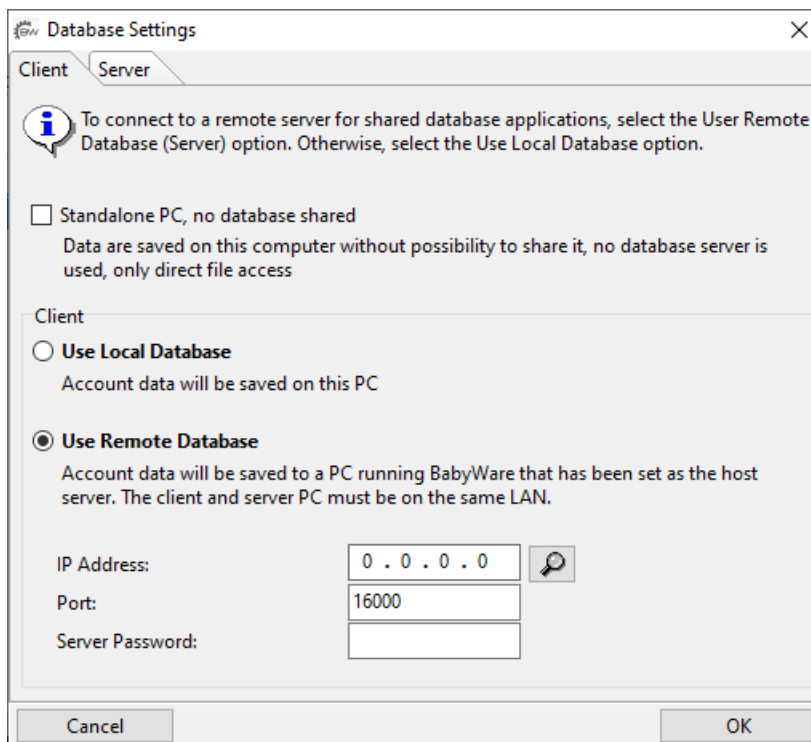 BW Database Settings
Client Server
To connect to a remote server for shared database applications, select the User Remote
Database (Server) option. Otherwise, select the Use Local Database option.
Standalone PC, no database shared
Data are saved on this computer without possibility to share it, no database server is
used, only direct file access
Client
Use Local Database
Account data will be saved on this PC
Use Remote Database
Account data will be saved to a PC running BabyWare that has been set as the host
server. The client and server PC must be on the same LAN.
IP Address: 0 . 0 . 0 . 0
Port: 16000
Server Password:
Cancel OK